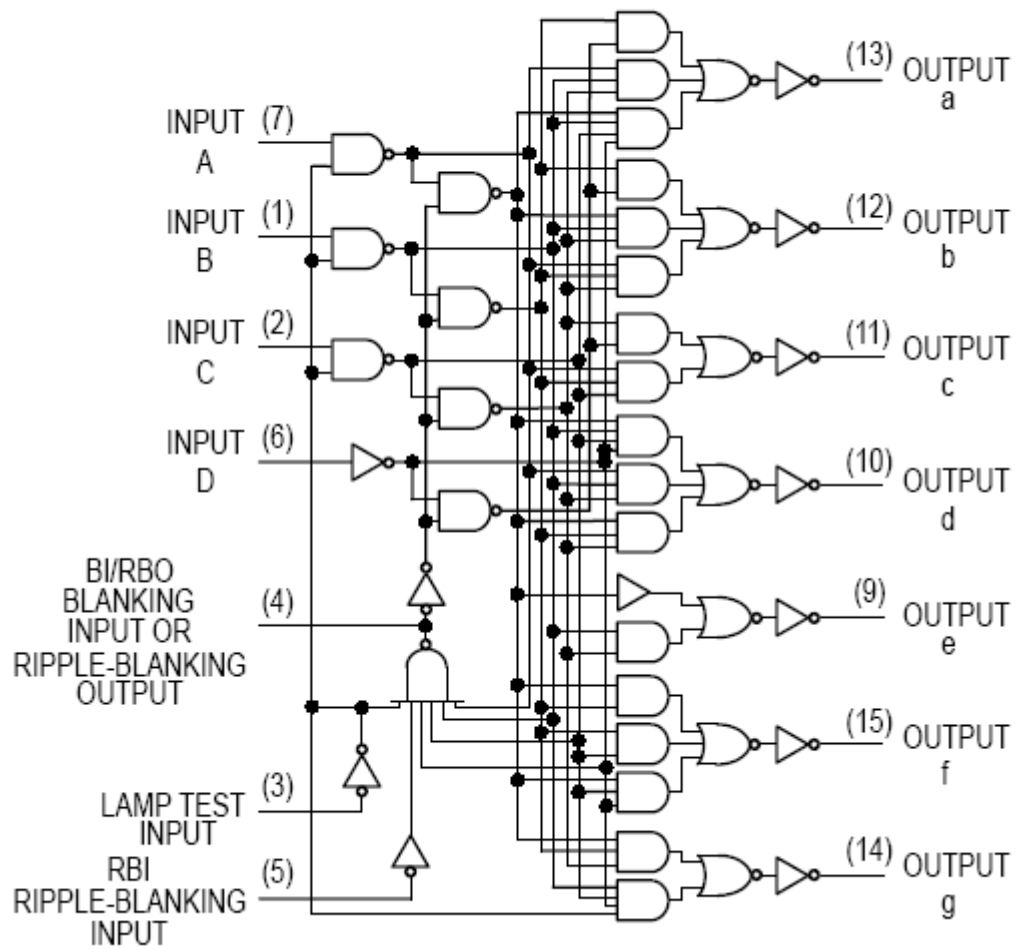 (13) OUTPUT
a
INPUT (7)
A
(12) OUTPUT
b
INPUT (1)
B
(11) OUTPUT
c
INPUT (2)
C
INPUT (6)
D
(10) OUTPUT
d
BI/RBO
BLANKING
INPUT OR (4)
RIPPLE-BLANKING
OUTPUT
(9) OUTPUT
e
(15) OUTPUT
f
(3)
LAMP TEST
INPUT
(14) OUTPUT
g
RBI (5)
RIPPLE-BLANKING
INPUT